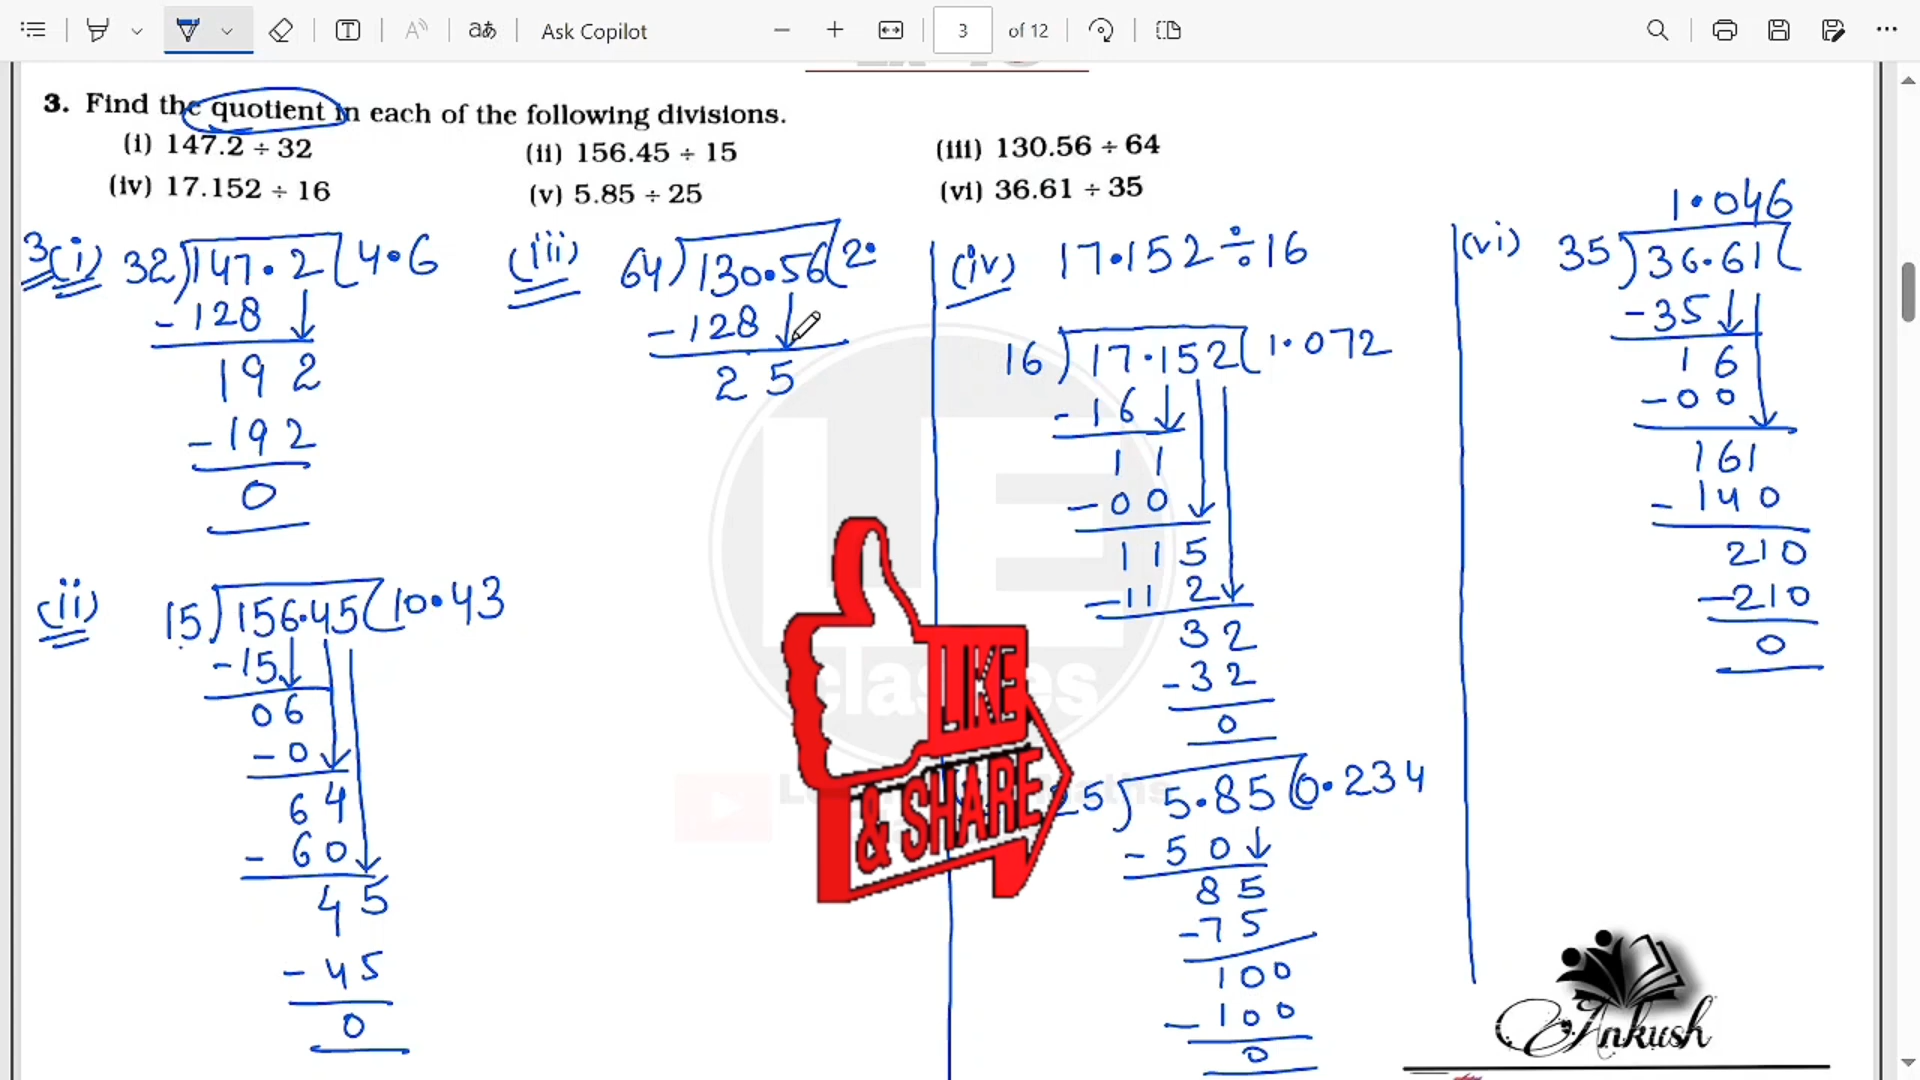 Ask Copilot
3 of 12
3. Find the quotient in each of the following divisions.
(i) 147.2 ÷ 32 (ii) 156.45 ÷ 15 (iii) 130.56 ÷ 64
(iv) 17.152 ÷ 16 (v) 5.85 ÷ 25 (vi) 36.61 ÷ 35
3(i) 32)147.2(4.6
-128
192
-192
0
(ii) 15)156.45(10.43
-15
06
-0
64
-60
45
-45
0
(iii) 64)130.56(2.
-128
25
(iv) 17.152÷16
16)17.152(1.072
-16
11
-00
115
-112
32
-32
0
25)5.85(0.234
-50
85
-75
100
-100
0
(vi) 1.046
35)36.61(
-35
16
-00
161
-140
210
-210
0
LIKE
& SHARE
classes
Ankush